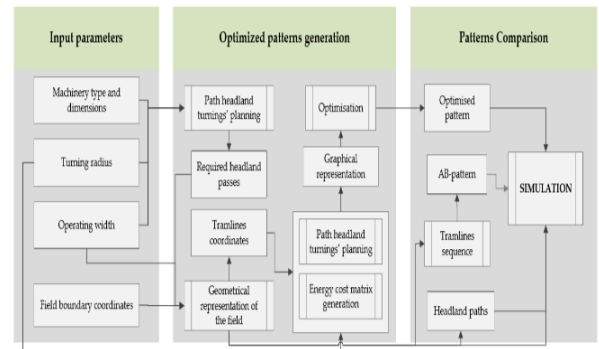 Input parameters
Optimized patterns generation
Patterns Comparison
Machinery type and
dimensions
Turning radius
Operating width
Field boundary coordinates
Path headland
turnings' planning
Required headland
passes
Tramlines
coordinates
Geometrical
representation of
the field
Optimisation
Graphical
representation
Path headland
turnings' planning
Energy cost matrix
generation
Optimised
pattern
AB-pattern
Tramlines
sequence
Headland paths
SIMULATION